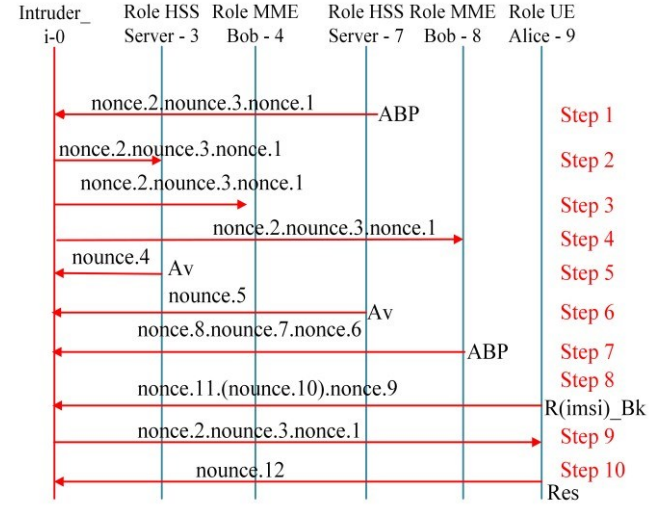 Intruder_ Role HSS Role MME Role HSS Role MME Role UE
i-0 Server - 3 Bob - 4 Server - 7 Bob - 8 Alice - 9
nonce.2.nounce.3.nonce.1
ABP Step 1
nonce.2.nounce.3.nonce.1
Step 2
nonce.2.nounce.3.nonce.1
Step 3
nonce.2.nounce.3.nonce.1
Step 4
nounce.4
Av Step 5
nounce.5
Av Step 6
nonce.8.nounce.7.nonce.6
ABP Step 7
Step 8
nonce.11.(nounce.10).nonce.9
R(imsi)_Bk
nonce.2.nounce.3.nonce.1
Step 9
nounce.12 Step 10
Res